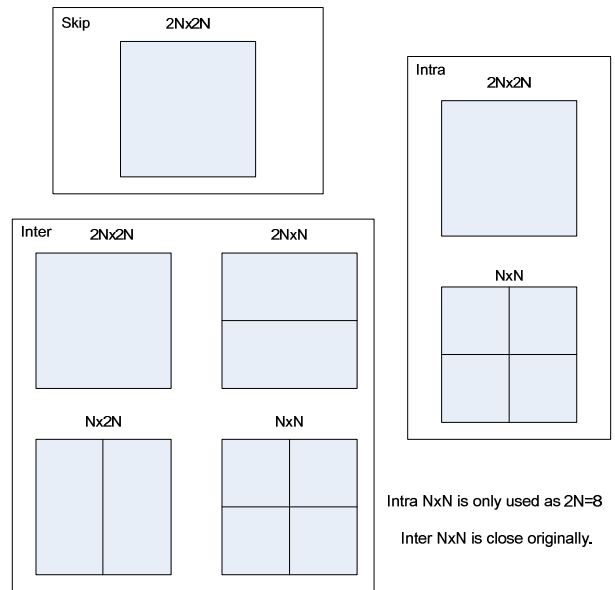 Skip 2Nx2N
Intra
2Nx2N
NxN
Inter 2Nx2N 2NxN
Nx2N NxN
Intra NxN is only used as 2N=8
Inter NxN is close originally.